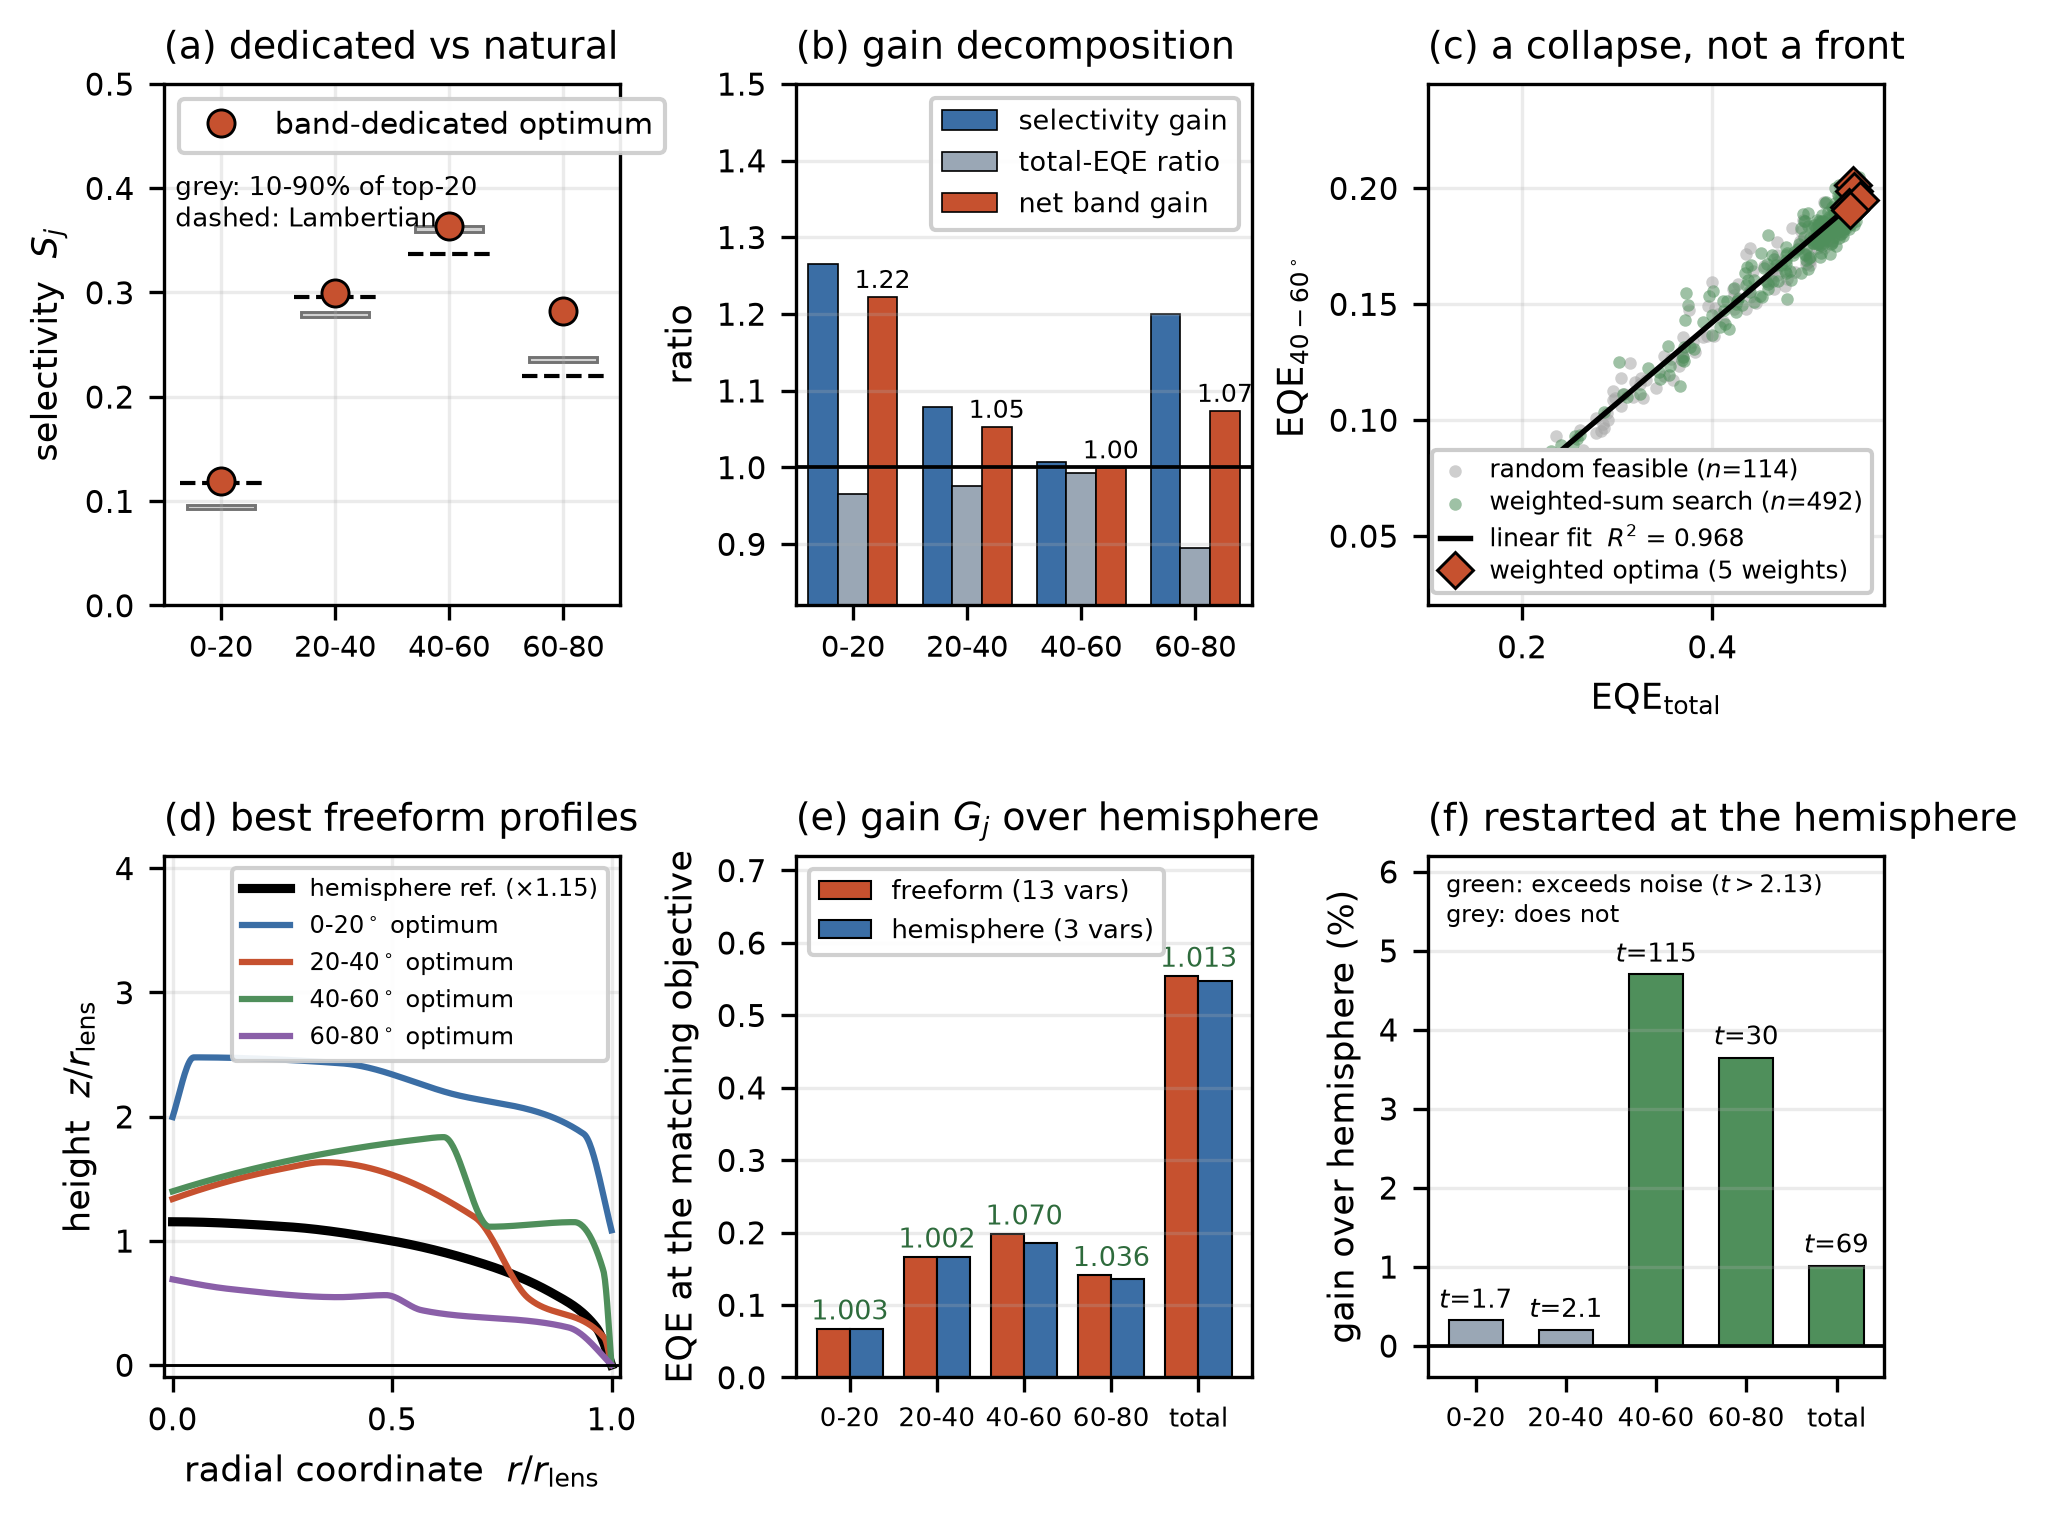 (a) dedicated vs natural
0.5
0.4
0.3
0.2
0.1
0.0
selectivity S_j
band-dedicated optimum
grey: 10-90% of top-20
dashed: Lambertian
0-20
20-40
40-60
60-80
(b) gain decomposition
1.5
1.4
1.3
1.2
1.1
1.0
0.9
ratio
selectivity gain
total-EQE ratio
net band gain
1.22
1.05
1.00
1.07
0-20
20-40
40-60
60-80
(c) a collapse, not a front
0.20
0.15
0.10
0.05
EQE_40−60°
random feasible (n=114)
weighted-sum search (n=492)
linear fit R² = 0.968
weighted optima (5 weights)
0.2
0.4
EQE_total
(d) best freeform profiles
4
3
2
1
0
height z/r_lens
hemisphere ref. (×1.15)
0-20° optimum
20-40° optimum
40-60° optimum
60-80° optimum
0.0
0.5
1.0
radial coordinate r/r_lens
(e) gain G_j over hemisphere
0.7
0.6
0.5
0.4
0.3
0.2
0.1
0.0
EQE at the matching objective
freeform (13 vars)
hemisphere (3 vars)
1.003
1.002
1.070
1.036
1.013
0-20
20-40
40-60
60-80
total
(f) restarted at the hemisphere
6
5
4
3
2
1
0
gain over hemisphere (%)
green: exceeds noise (t > 2.13)
grey: does not
t=1.7
t=2.1
t=115
t=30
t=69
0-20
20-40
40-60
60-80
total